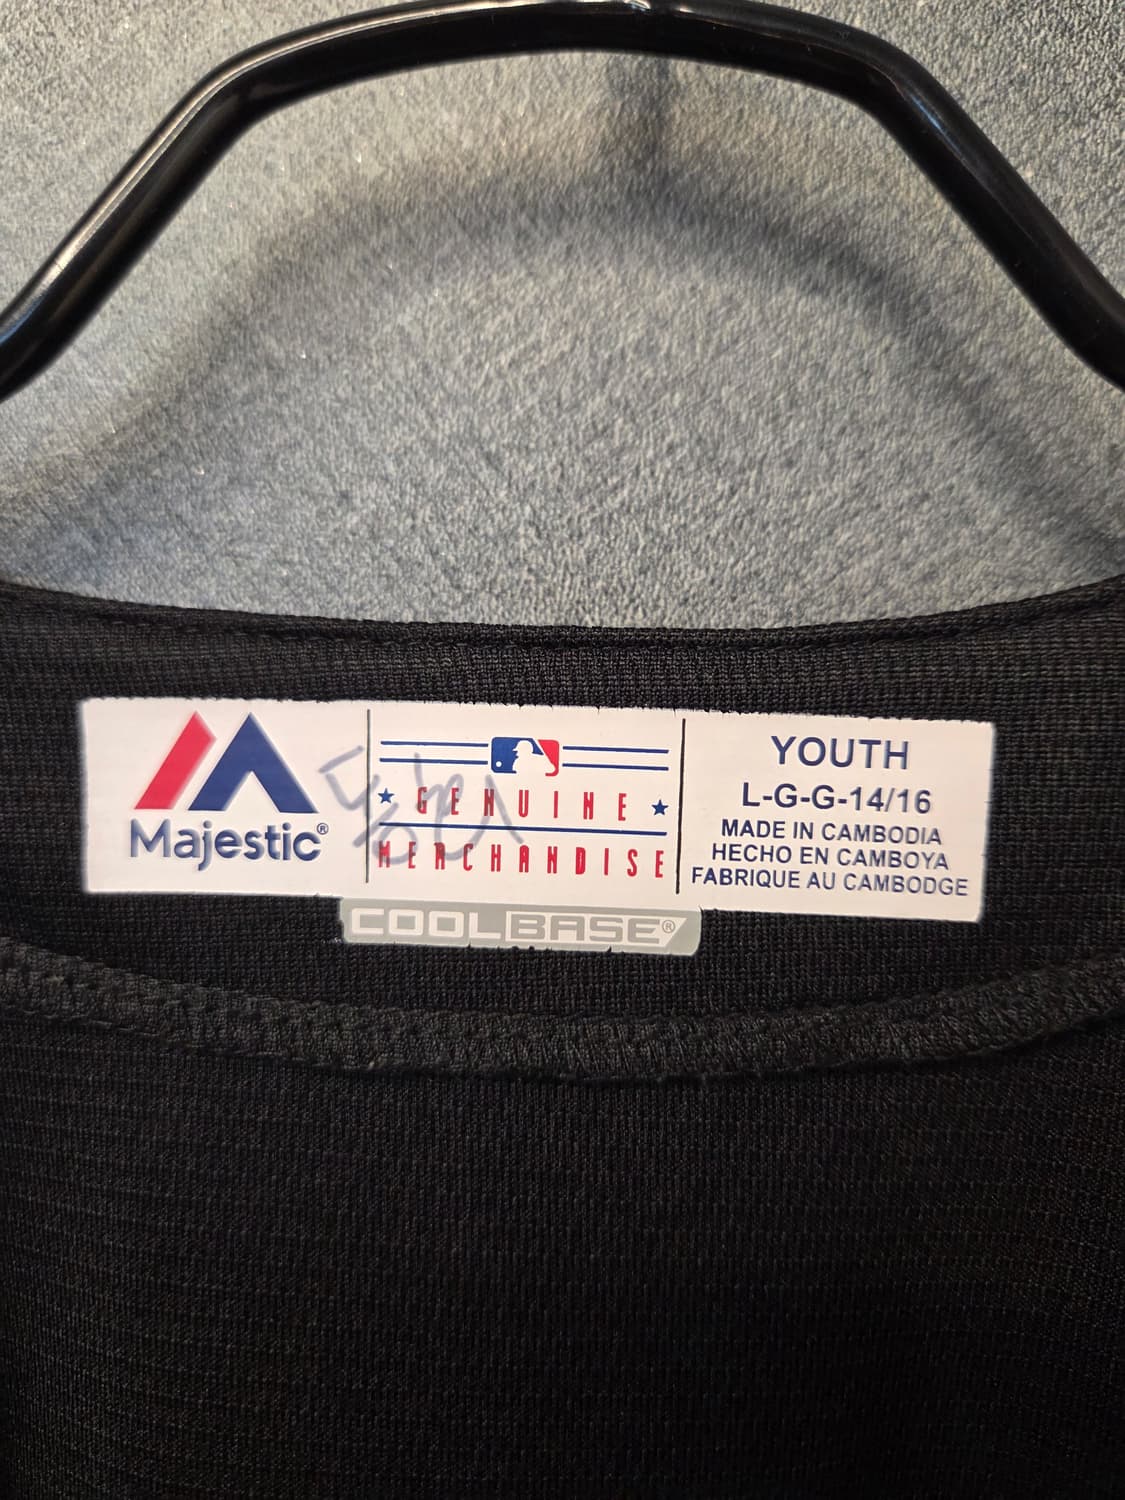 Majestic®
GENUINE
MERCHANDISE
COOLBASE®
YOUTH
L-G-G-14/16
MADE IN CAMBODIA
HECHO EN CAMBOYA
FABRIQUE AU CAMBODGE